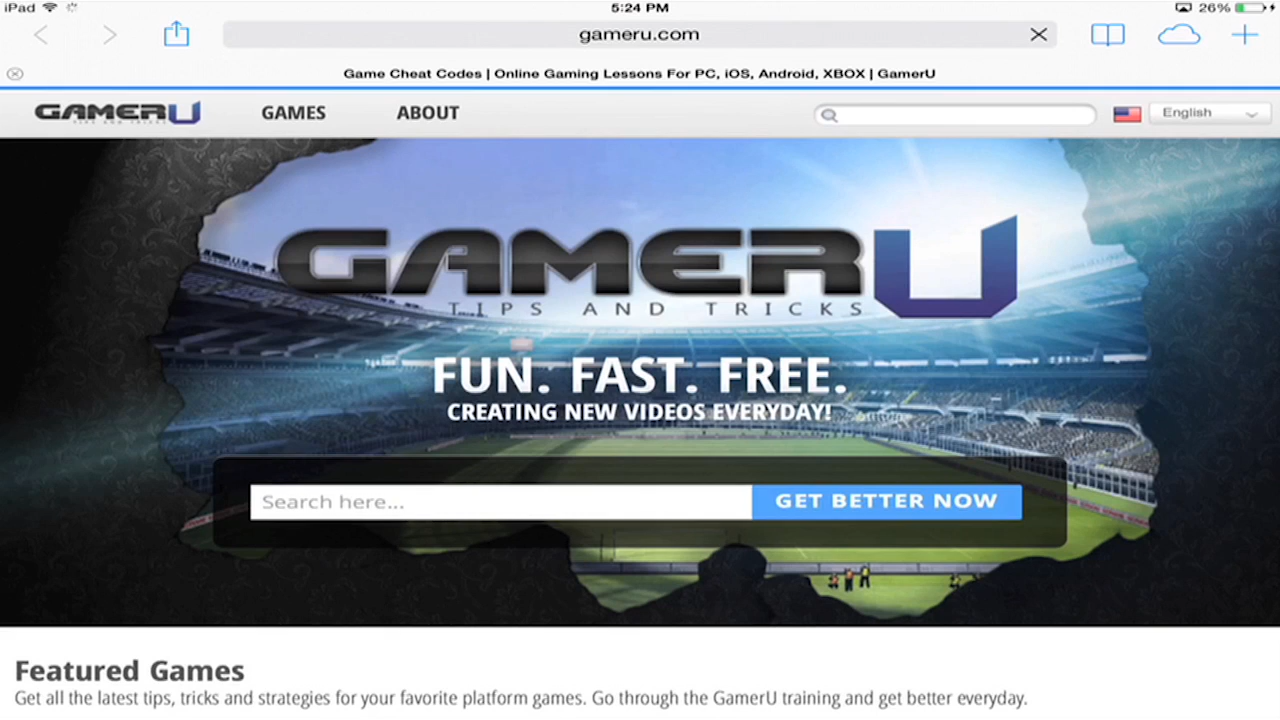 iPad 5:24 PM 26%
gameru.com
Game Cheat Codes | Online Gaming Lessons For PC, iOS, Android, XBOX | GamerU
GAMERU GAMES ABOUT English
TIPS AND TRICKS
GAMERU
TIPS AND TRICKS
FUN. FAST. FREE.
CREATING NEW VIDEOS EVERYDAY!
Search here... GET BETTER NOW
Featured Games
Get all the latest tips, tricks and strategies for your favorite platform games. Go through the GamerU training and get better everyday.